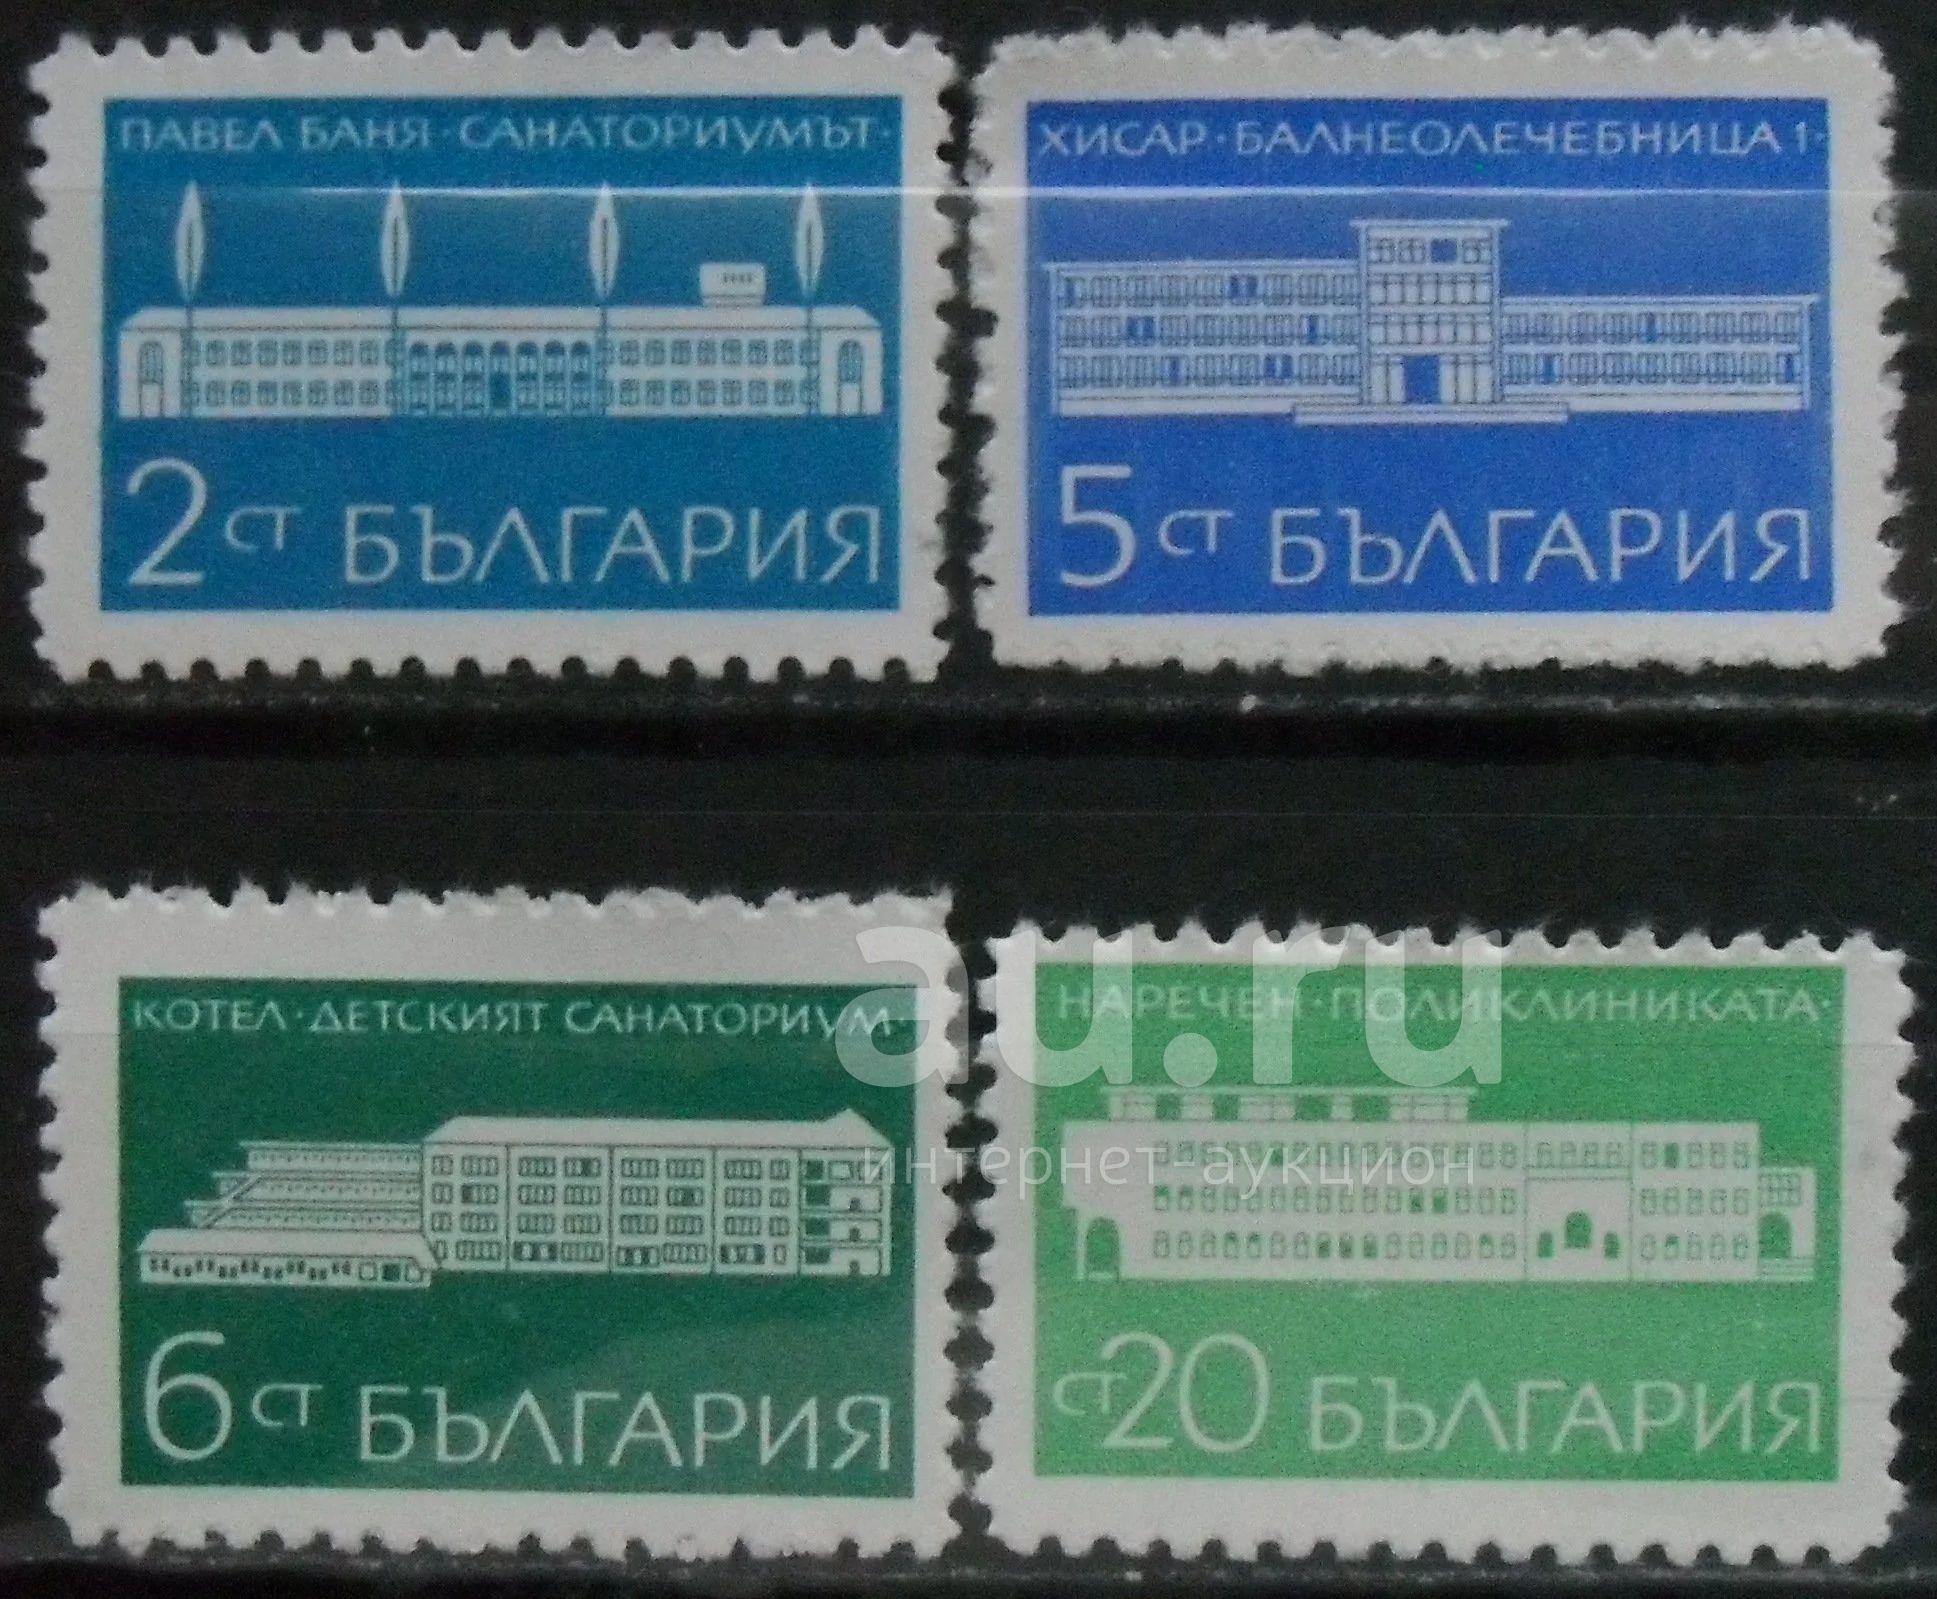 ПАВЕЛ БАНЯ · САНАТОРИУМЪТ ·
2 СТ БЪЛГАРИЯ
ХИСАР · БАЛНЕОЛЕЧЕБНИЦА 1 ·
5 СТ БЪЛГАРИЯ
КОТЕЛ · ДЕТСКИЯТ САНАТОРИУМ ·
6 СТ БЪЛГАРИЯ
НАРЕЧЕН · ПОЛИКЛИНИКАТА ·
СТ 20 БЪЛГАРИЯ
au.ru
интернет-аукцион